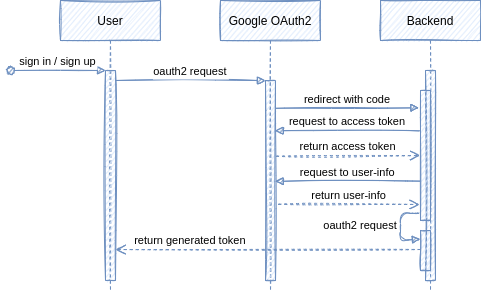 User
Google OAuth2
Backend
sign in / sign up
oauth2 request
redirect with code
request to access token
return access token
request to user-info
return user-info
oauth2 request
return generated token